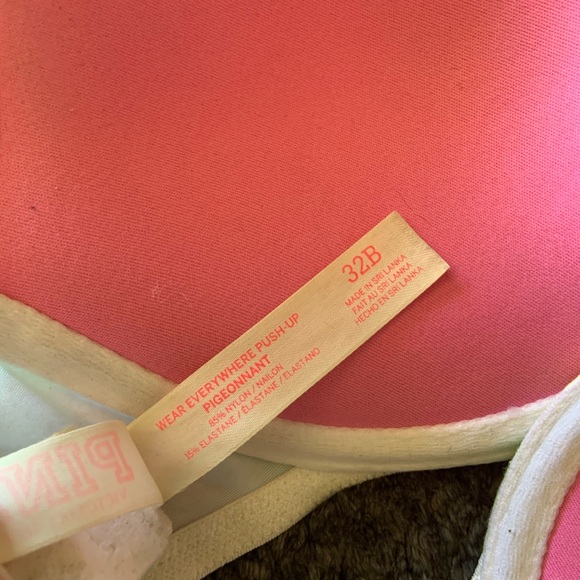 32B
MADE IN SRI LANKA
FAIT AU SRI LANKA
HECHO EN SRI LANKA
WEAR EVERYWHERE PUSH-UP
PIGEONNANT
85% NYLON / NAILON
15% ELASTANE / ÉLASTANE / ELASTANO
PIN